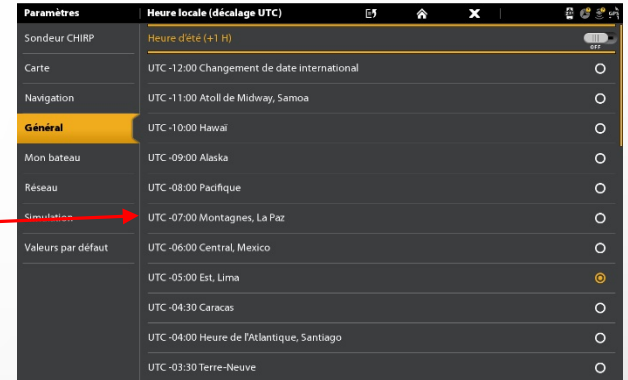 Paramètres
Heure locale (décalage UTC)
Sondeur CHIRP
Heure d'été (+1 H)
OFF
Carte
UTC -12:00 Changement de date international
Navigation
UTC -11:00 Atoll de Midway, Samoa
Général
UTC -10:00 Hawaï
Mon bateau
UTC -09:00 Alaska
Réseau
UTC -08:00 Pacifique
Simulation
UTC -07:00 Montagnes, La Paz
Valeurs par défaut
UTC -06:00 Central, Mexico
UTC -05:00 Est, Lima
UTC -04:30 Caracas
UTC -04:00 Heure de l'Atlantique, Santiago
UTC -03:30 Terre-Neuve